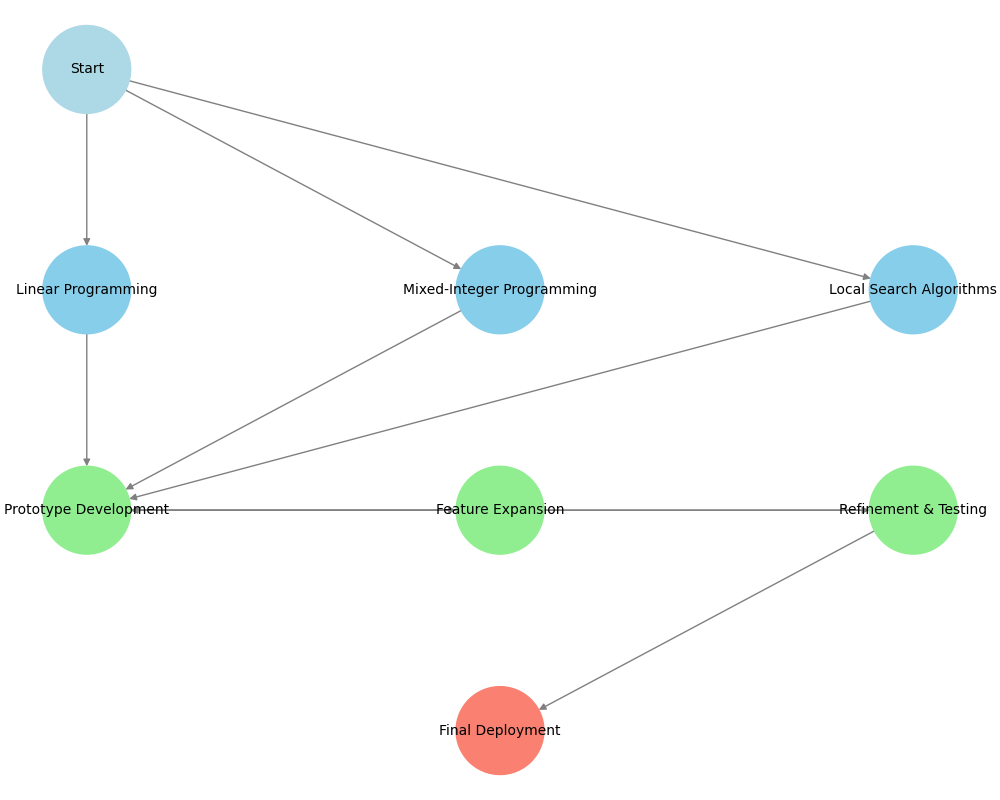 Start
Linear Programming
Mixed-Integer Programming
Local Search Algorithms
Prototype Development
Feature Expansion
Refinement & Testing
Final Deployment